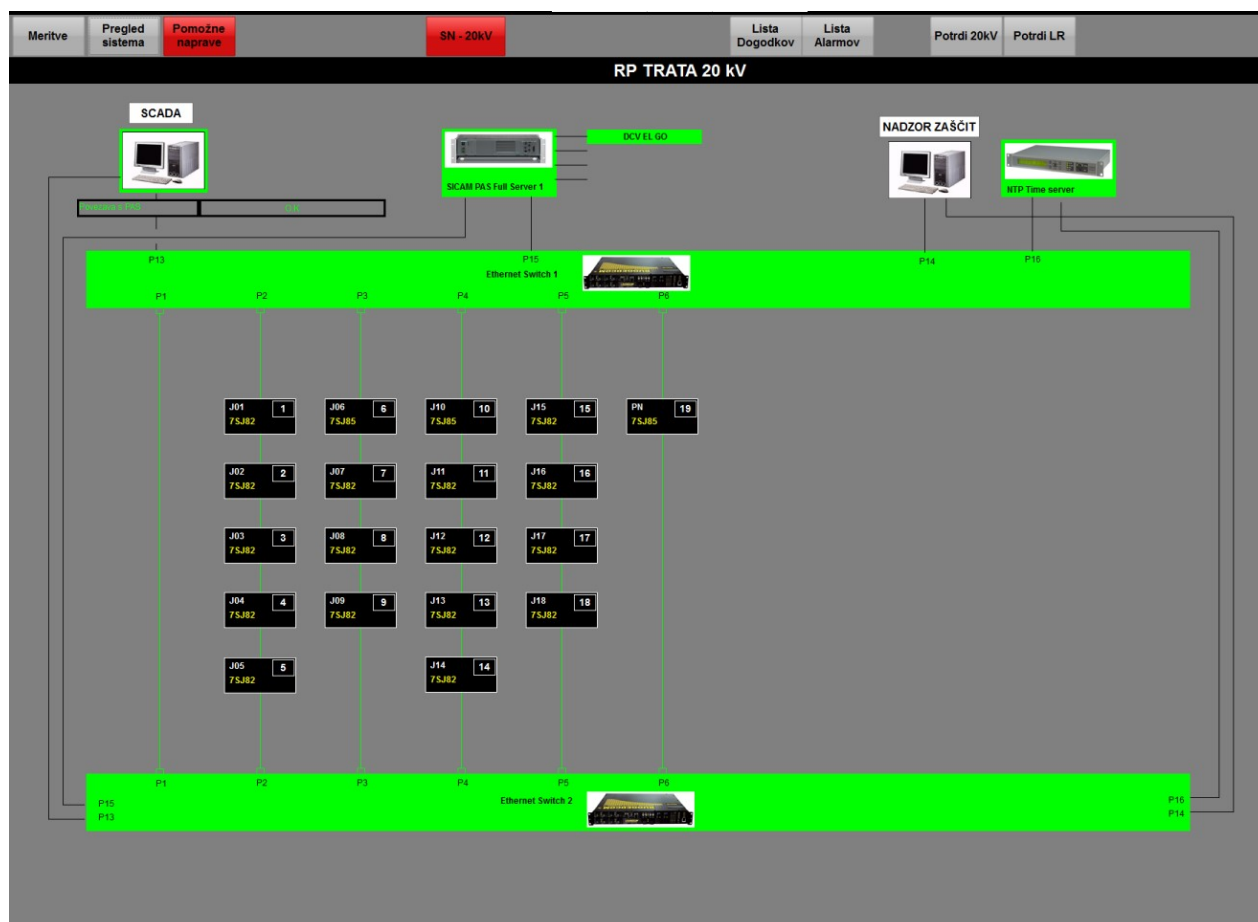 Meritve
Pregled
sistema
Pomožne
naprave
SN - 20kV
Lista
Dogodkov
Lista
Alarmov
Potrdi 20kV
Potrdi LR
RP TRATA 20 kV
SCADA
DCV EL GO
SICAM PAS Full Server 1
NADZOR ZAŠČIT
NTP Time server
Povezava s PAS
OK
P13
P15
P14
P16
Ethernet Switch 1
P1
P2
P3
P4
P5
P6
J01 1
7SJ82
J06 6
7SJ85
J10 10
7SJ85
J15 15
7SJ82
PN 19
7SJ85
J02 2
7SJ82
J07 7
7SJ82
J11 11
7SJ82
J16 16
7SJ82
J03 3
7SJ82
J08 8
7SJ82
J12 12
7SJ82
J17 17
7SJ82
J04 4
7SJ82
J09 9
7SJ82
J13 13
7SJ82
J18 18
7SJ82
J05 5
7SJ82
J14 14
7SJ82
P1
P2
P3
P4
P5
P6
Ethernet Switch 2
P15
P13
P16
P14